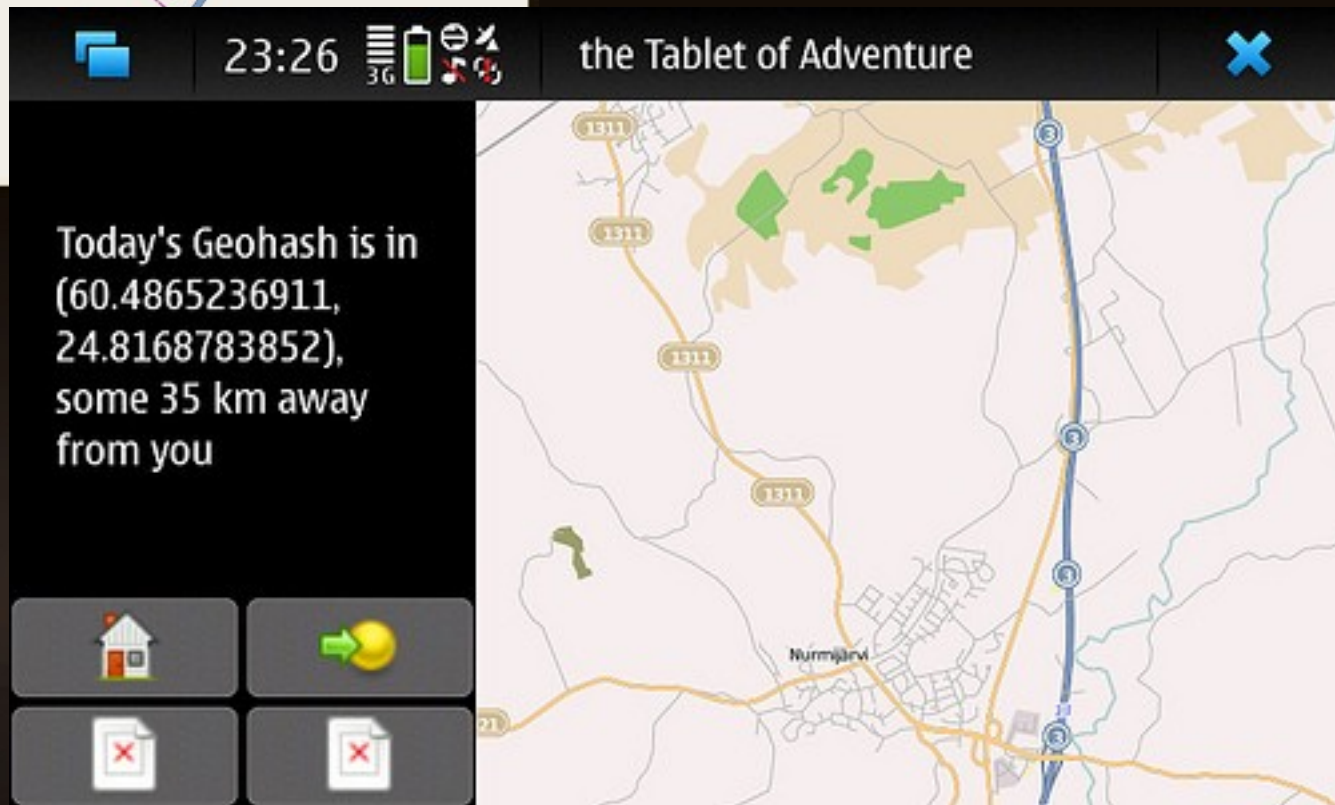 23:26
3G
the Tablet of Adventure
Today's Geohash is in
(60.4865236911,
24.8168783852),
some 35 km away
from you
1311
3
1311
1311
3
1311
3
Nurmijärvi
21
3